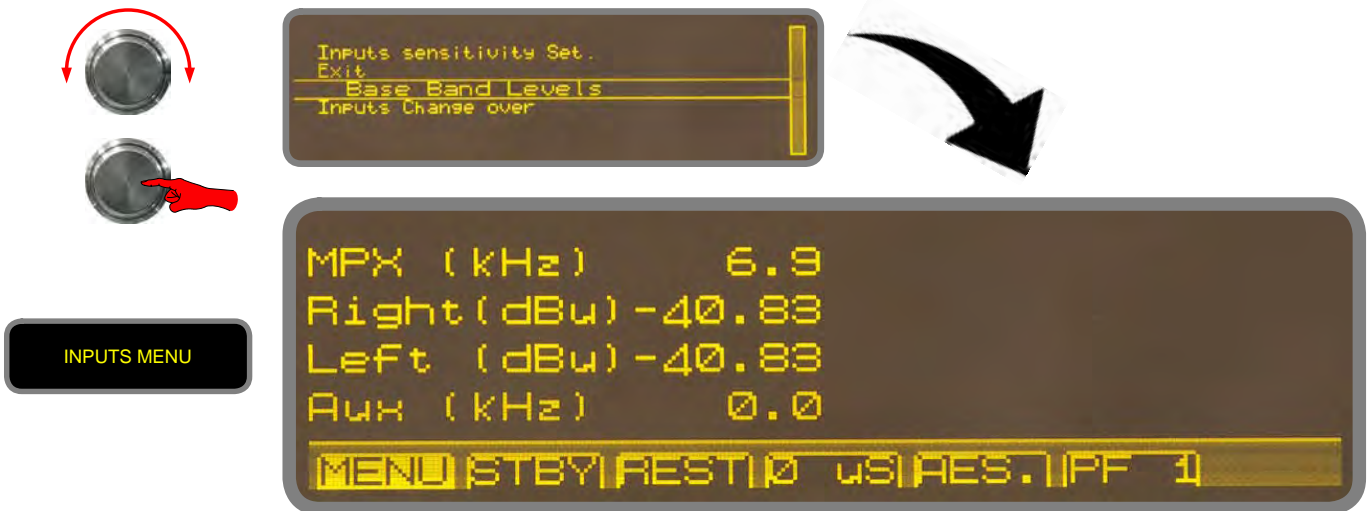 Inputs sensitivity Set.
Exit
Base Band Levels
Inputs Change over
INPUTS MENU
MPX (kHz) 6.9
Right(dBu)-40.83
Left (dBu)-40.83
Aux (kHz) 0.0
MENU STBY REST 0 uS AES. PF 1